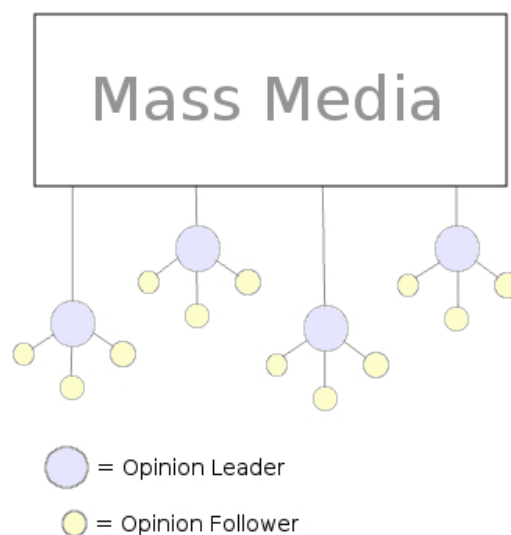 Mass Media
= Opinion Leader
= Opinion Follower